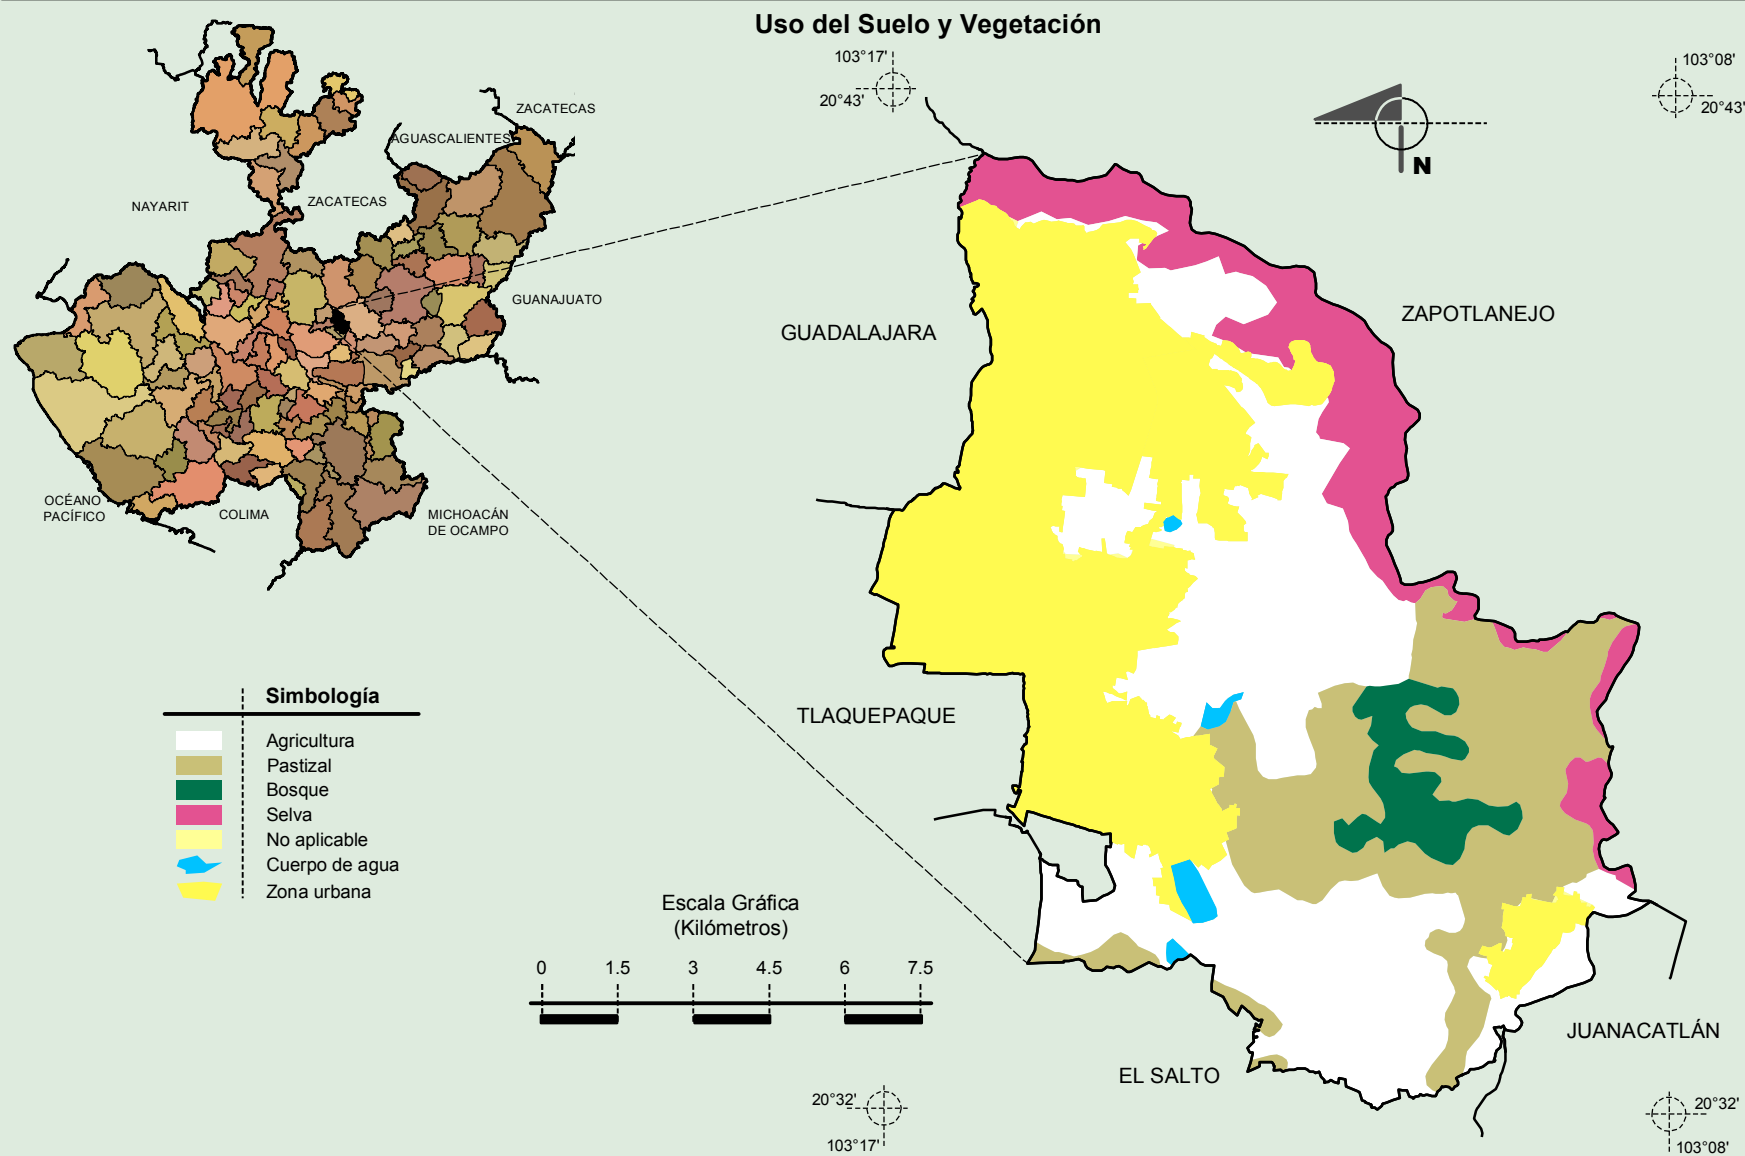 Uso del Suelo y Vegetación
103°17'
20°43'
103°08'
20°43'
N
ZACATECAS
AGUASCALIENTES
NAYARIT
ZACATECAS
GUANAJUATO
OCÉANO
PACÍFICO
COLIMA
MICHOACÁN
DE OCAMPO
ZAPOTLANEJO
GUADALAJARA
TLAQUEPAQUE
JUANACATLÁN
EL SALTO
Simbología
Agricultura
Pastizal
Bosque
Selva
No aplicable
Cuerpo de agua
Zona urbana
Escala Gráfica
(Kilómetros)
0 1.5 3 4.5 6 7.5
20°32'
103°17'
20°32'
103°08'